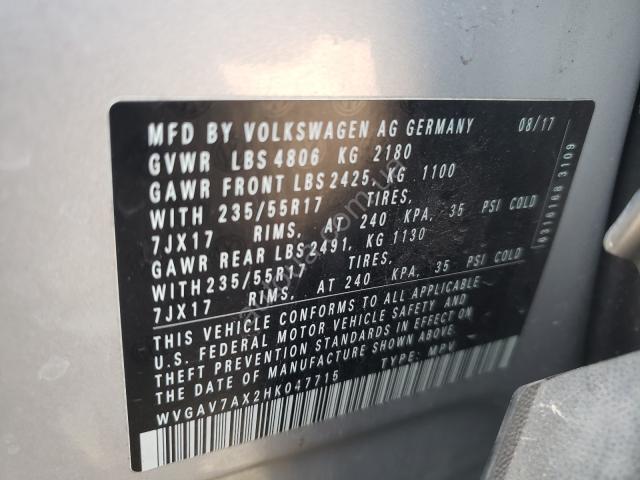 MFD BY VOLKSWAGEN AG GERMANY 08/17
GVWR LBS 4806 KG 2180
GAWR FRONT LBS 2425, KG 1100
WITH 235/55R17 TIRES,
7JX17 RIMS, AT 240 KPA, 35 PSI COLD
GAWR REAR LBS 2491, KG 1130
WITH 235/55R17 TIRES,
7JX17 RIMS, AT 240 KPA, 35 PSI COLD
THIS VEHICLE CONFORMS TO ALL APPLICABLE
U.S. FEDERAL MOTOR VEHICLE SAFETY AND
THEFT PREVENTION STANDARDS IN EFFECT ON
THE DATE OF MANUFACTURE SHOWN ABOVE.
WVGAV7AX2HK047715 TYPE: MPV